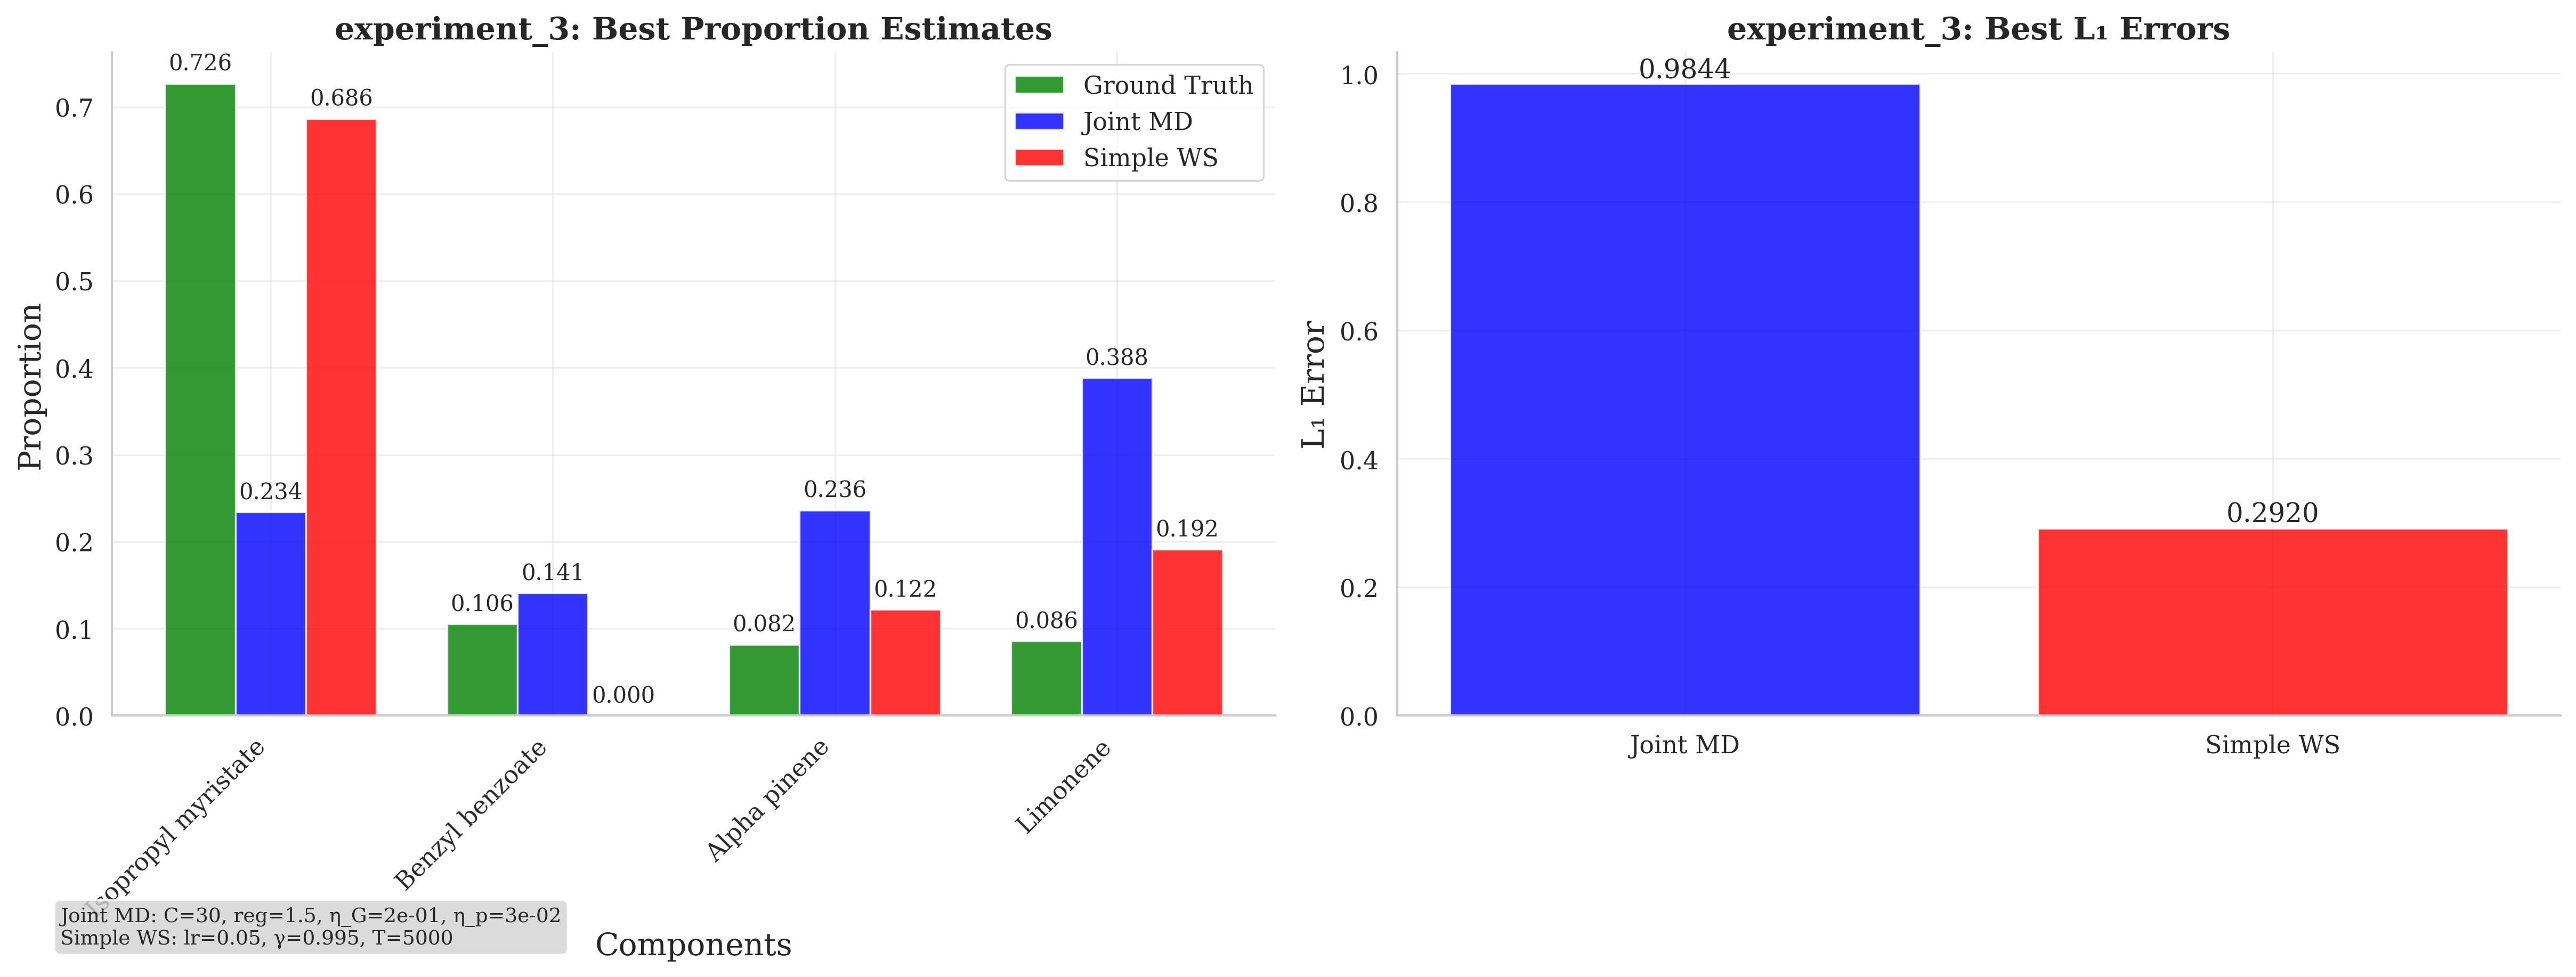 experiment_3: Best Proportion Estimates
Proportion
0.7
0.6
0.5
0.4
0.3
0.2
0.1
0.0
0.726
0.234
0.686
0.106
0.141
0.000
0.082
0.236
0.122
0.086
0.388
0.192
Ground Truth
Joint MD
Simple WS
Isopropyl myristate
Benzyl benzoate
Alpha pinene
Limonene
Components
Joint MD: C=30, reg=1.5, η_G=2e-01, η_p=3e-02
Simple WS: lr=0.05, γ=0.995, T=5000
experiment_3: Best L₁ Errors
L₁ Error
1.0
0.8
0.6
0.4
0.2
0.0
0.9844
0.2920
Joint MD
Simple WS